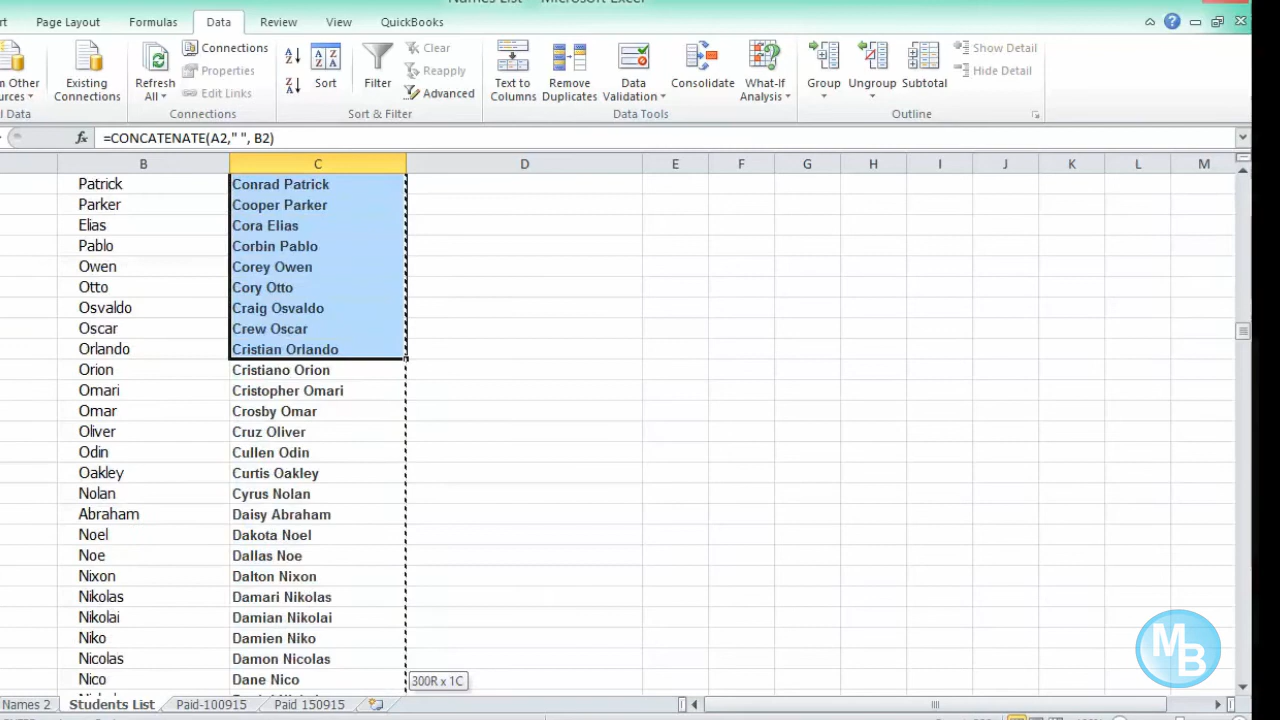 Names List - Microsoft Excel
Page Layout Formulas Data Review View QuickBooks
Existing Connections
Refresh All
Connections
Properties
Edit Links
Connections
Sort
Filter
Clear
Reapply
Advanced
Sort & Filter
Text to Columns
Remove Duplicates
Data Validation
Consolidate
What-If Analysis
Data Tools
Group
Ungroup
Subtotal
Show Detail
Hide Detail
Outline
fx =CONCATENATE(A2," ", B2)
B C D E F G H I J K L M
Patrick Conrad Patrick
Parker Cooper Parker
Elias Cora Elias
Pablo Corbin Pablo
Owen Corey Owen
Otto Cory Otto
Osvaldo Craig Osvaldo
Oscar Crew Oscar
Orlando Cristian Orlando
Orion Cristiano Orion
Omari Cristopher Omari
Omar Crosby Omar
Oliver Cruz Oliver
Odin Cullen Odin
Oakley Curtis Oakley
Nolan Cyrus Nolan
Abraham Daisy Abraham
Noel Dakota Noel
Noe Dallas Noe
Nixon Dalton Nixon
Nikolas Damari Nikolas
Nikolai Damian Nikolai
Niko Damien Niko
Nicolas Damon Nicolas
Nico Dane Nico
300R x 1C
MB
Names 2 Students List Paid-100915 Paid 150915